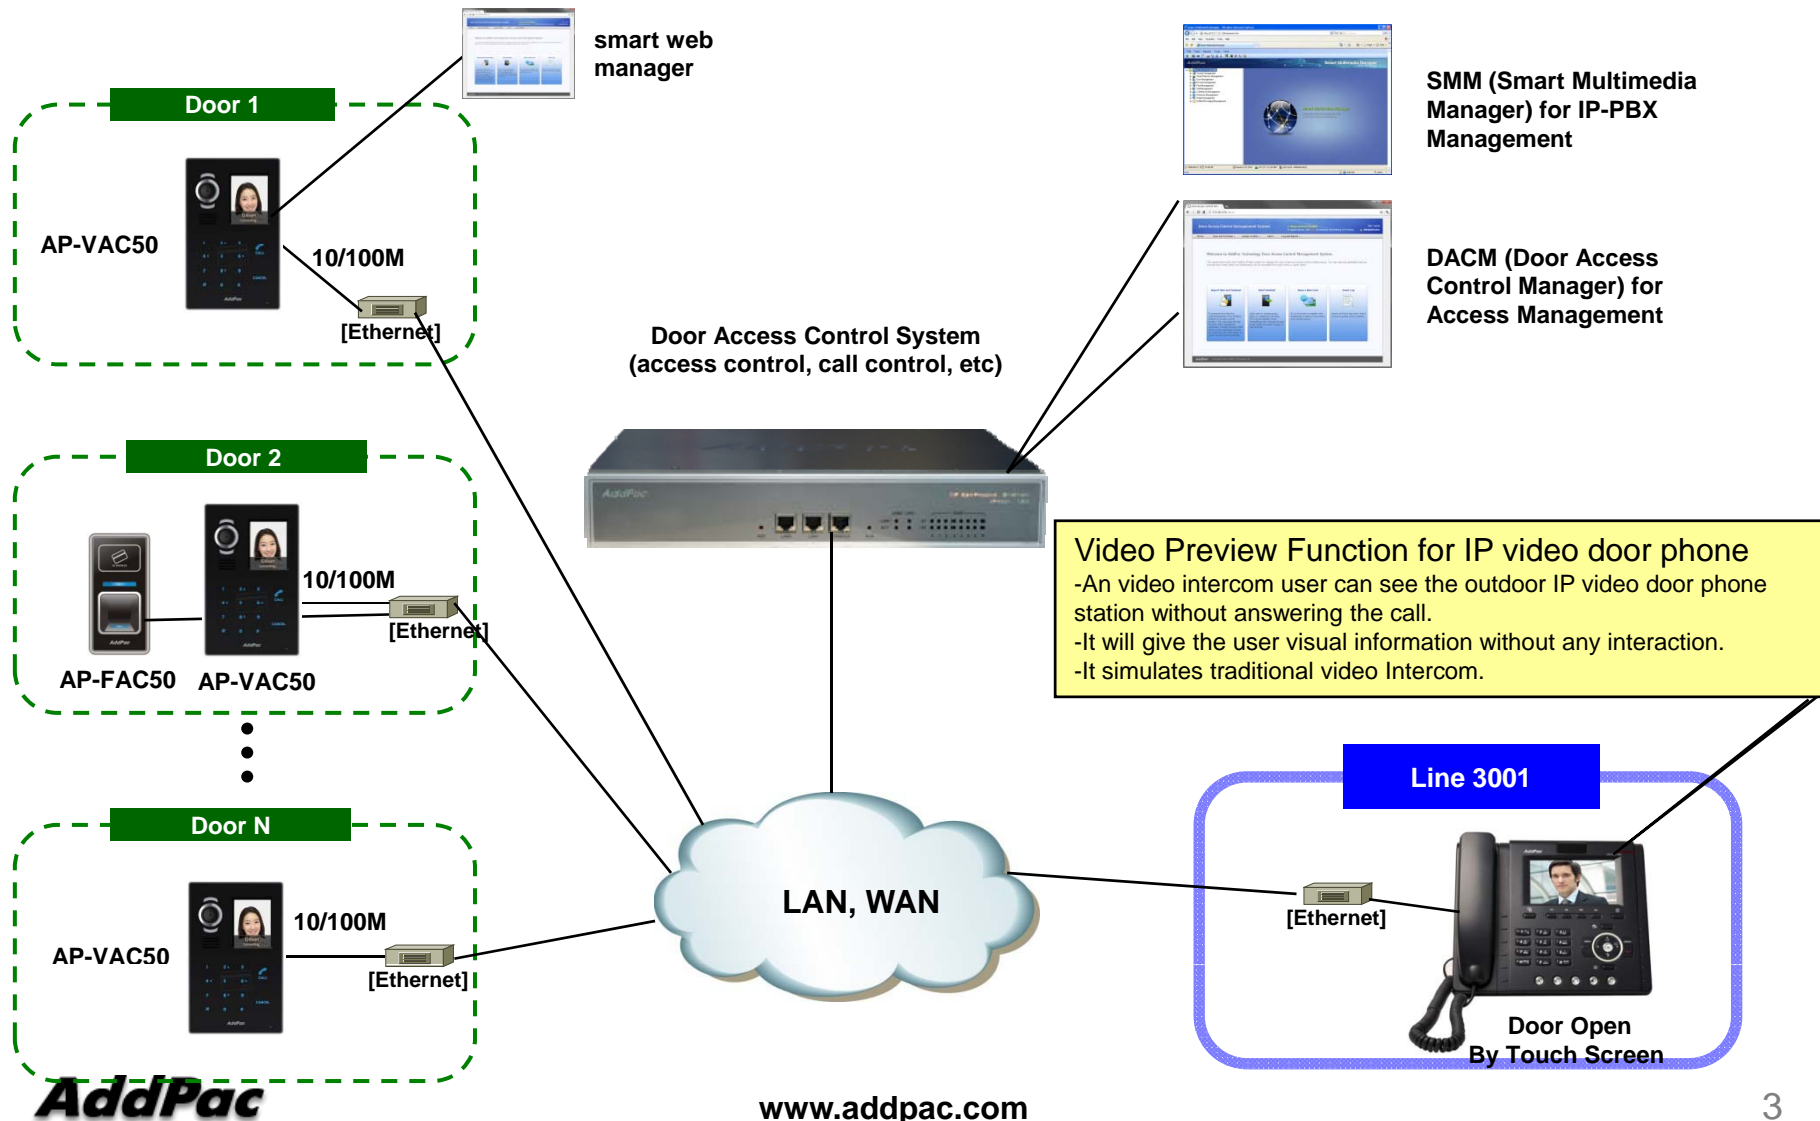 smart web
manager
SMM (Smart Multimedia
Manager) for IP-PBX
Management
Door 1
AP-VAC50
10/100M
[Ethernet]
DACM (Door Access
Control Manager) for
Access Management
Door Access Control System
(access control, call control, etc)
AddPac
Door 2
10/100M
[Ethernet]
AP-FAC50
AP-VAC50
Video Preview Function for IP video door phone
-An video intercom user can see the outdoor IP video door phone
station without answering the call.
-It will give the user visual information without any interaction.
-It simulates traditional video Intercom.
Line 3001
Door N
AP-VAC50
10/100M
[Ethernet]
LAN, WAN
[Ethernet]
Door Open
By Touch Screen
AddPac
www.addpac.com
3